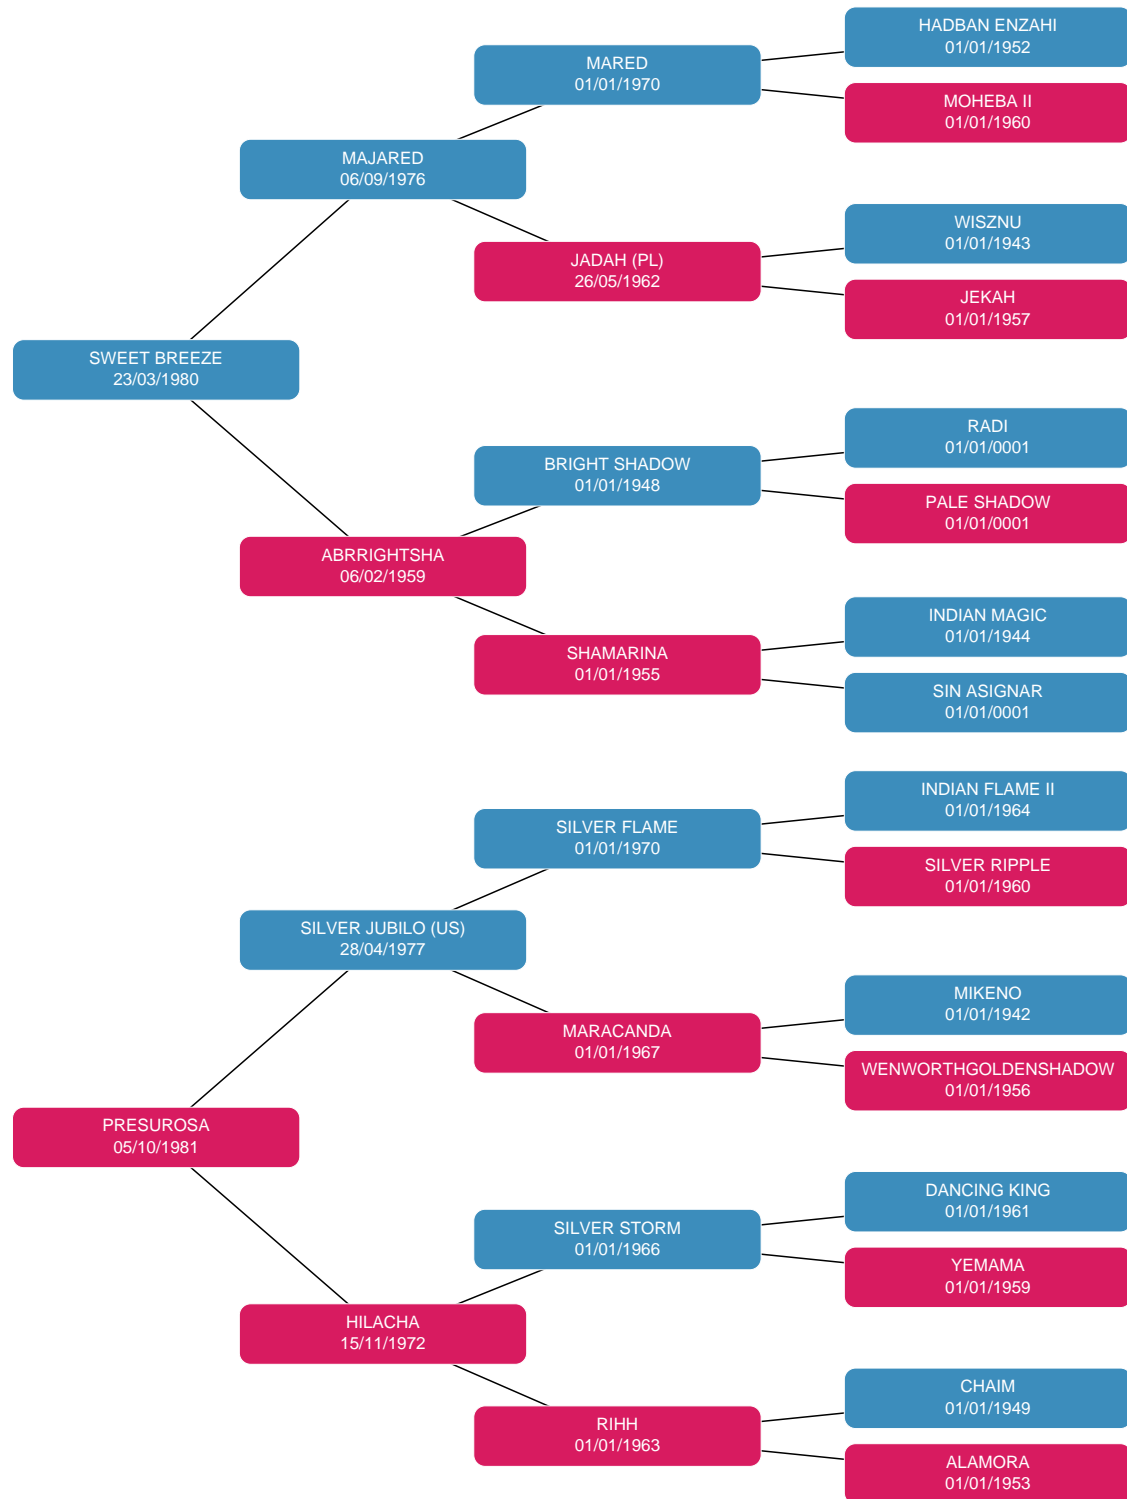 HADBAN ENZAHI
01/01/1952
MARED
01/01/1970
MOHEBA II
01/01/1960
MAJARED
06/09/1976
WISZNU
01/01/1943
JADAH (PL)
26/05/1962
JEKAH
01/01/1957
SWEET BREEZE
23/03/1980
RADI
01/01/0001
BRIGHT SHADOW
01/01/1948
PALE SHADOW
01/01/0001
ABRRIGHTSHA
06/02/1959
INDIAN MAGIC
01/01/1944
SHAMARINA
01/01/1955
SIN ASIGNAR
01/01/0001
INDIAN FLAME II
01/01/1964
SILVER FLAME
01/01/1970
SILVER RIPPLE
01/01/1960
SILVER JUBILO (US)
28/04/1977
MIKENO
01/01/1942
MARACANDA
01/01/1967
WENWORTHGOLDENSHADOW
01/01/1956
PRESUROSA
05/10/1981
DANCING KING
01/01/1961
SILVER STORM
01/01/1966
YEMAMA
01/01/1959
HILACHA
15/11/1972
CHAIM
01/01/1949
RIHH
01/01/1963
ALAMORA
01/01/1953